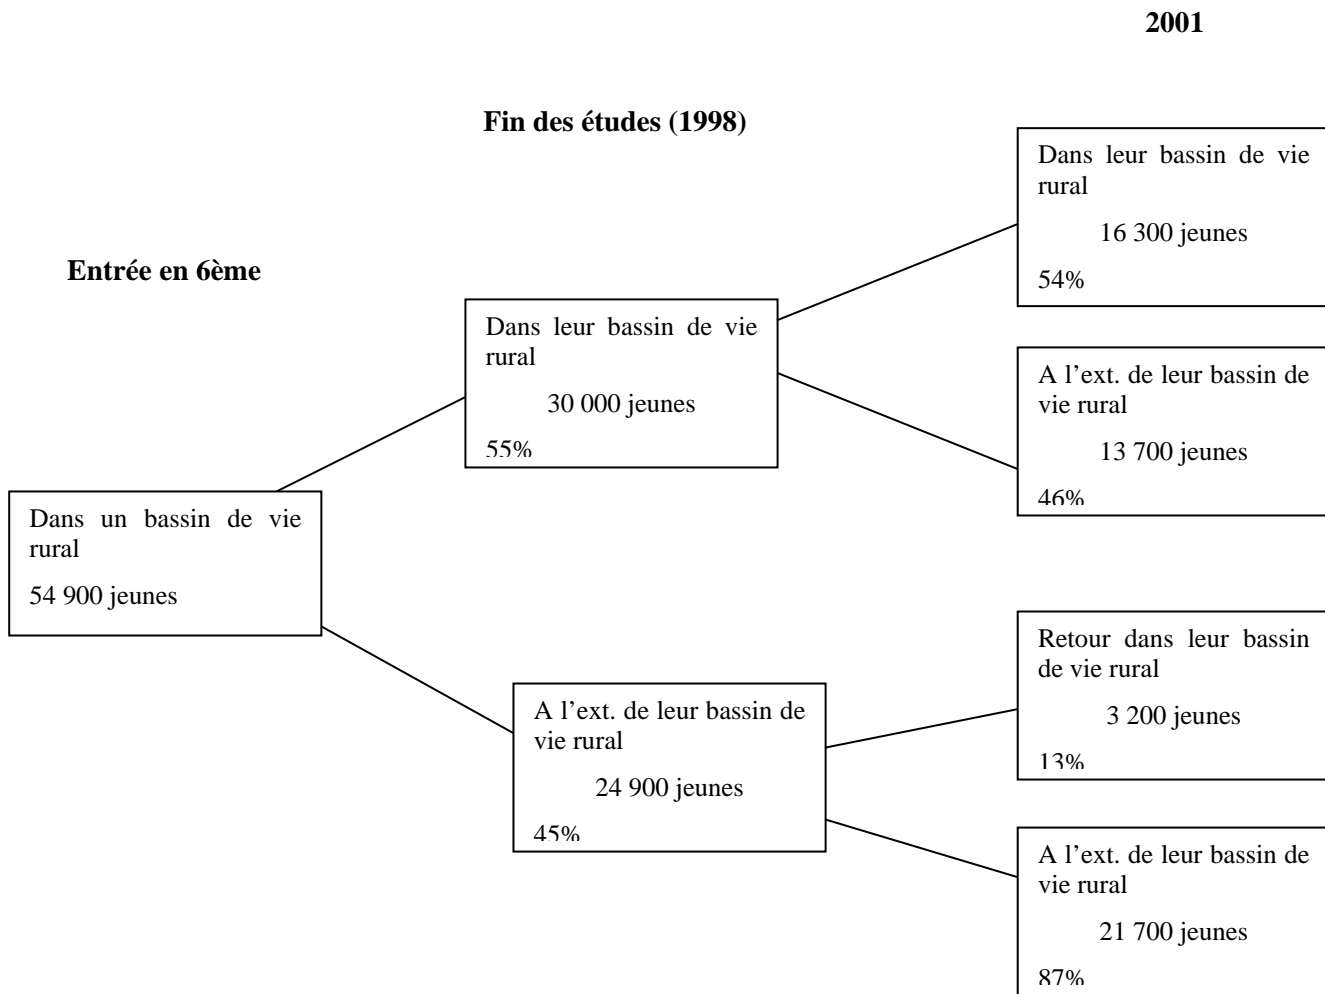 2001
Fin des études (1998)
Entrée en 6ème
Dans un bassin de vie
rural
54 900 jeunes
Dans leur bassin de vie
rural
30 000 jeunes
55%
A l’ext. de leur bassin de
vie rural
24 900 jeunes
45%
Dans leur bassin de vie
rural
16 300 jeunes
54%
A l’ext. de leur bassin de
vie rural
13 700 jeunes
46%
Retour dans leur bassin
de vie rural
3 200 jeunes
13%
A l’ext. de leur bassin de
vie rural
21 700 jeunes
87%